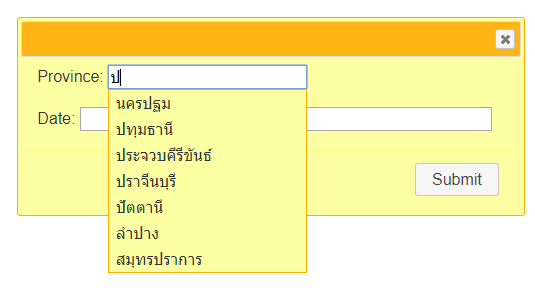 Province: ป
นครปฐม
Date:
ปทุมธานี
ประจวบคีรีขันธ์
ปราจีนบุรี
Submit
ปัตตานี
ลำปาง
สมุทรปราการ